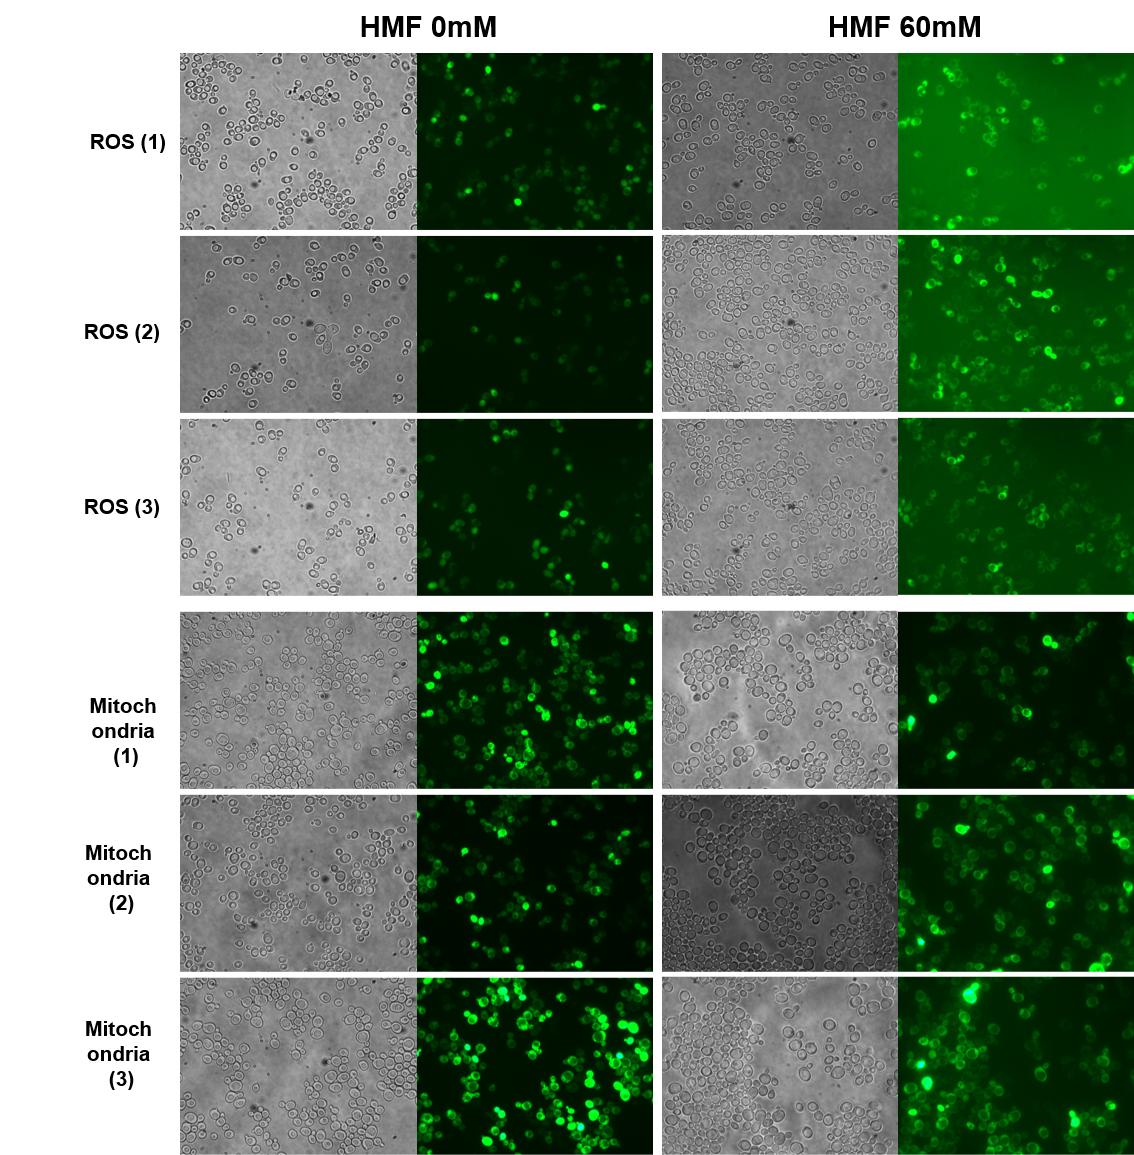 HMF 0mM
HMF 60mM
ROS (1)
ROS (2)
ROS (3)
Mitoch
ondria
(1)
Mitoch
ondria
(2)
Mitoch
ondria
(3)